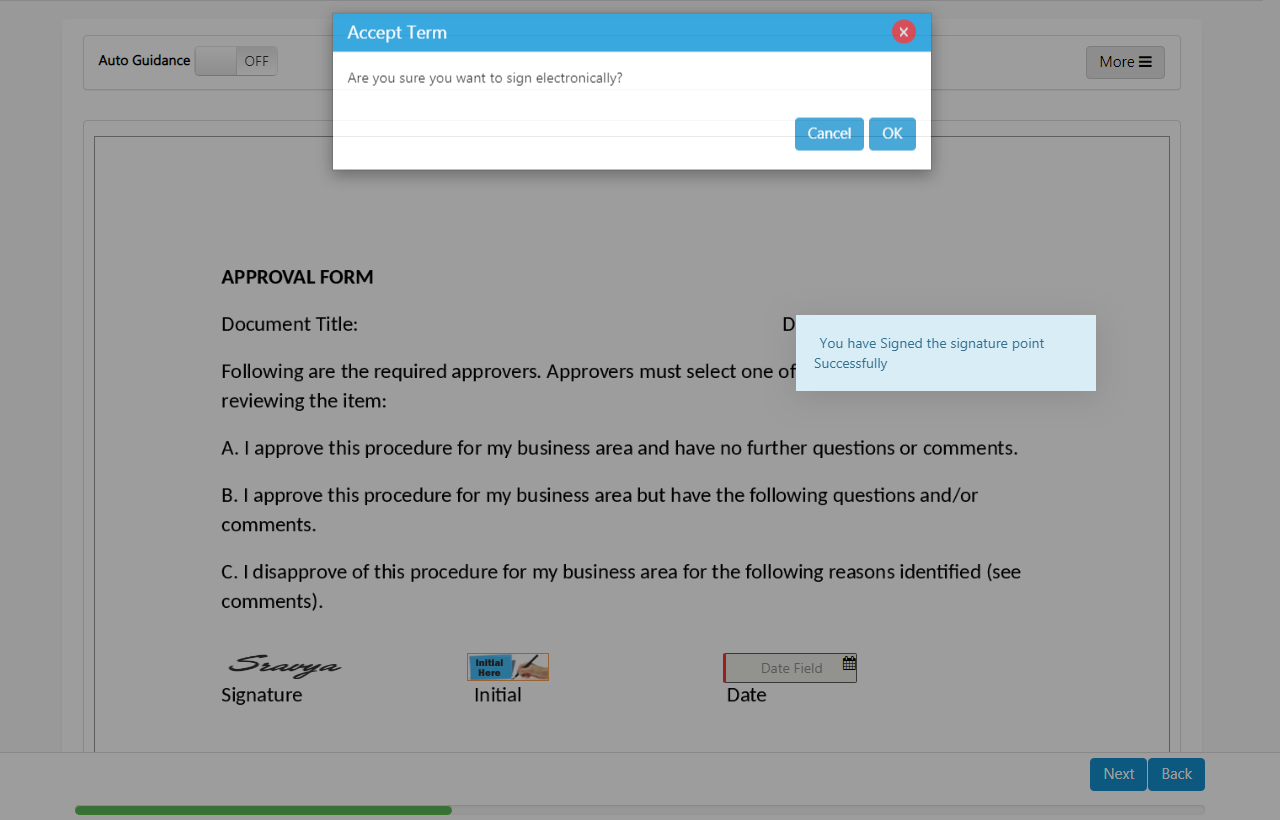 Accept Term
Auto Guidance OFF
More
Are you sure you want to sign electronically?
Cancel OK
APPROVAL FORM
Document Title: D
You have Signed the signature point
Successfully
Following are the required approvers. Approvers must select one of
reviewing the item:
A. I approve this procedure for my business area and have no further questions or comments.
B. I approve this procedure for my business area but have the following questions and/or
comments.
C. I disapprove of this procedure for my business area for the following reasons identified (see
comments).
Sravya
Initial
Here
Date Field
Signature Initial Date
Next Back